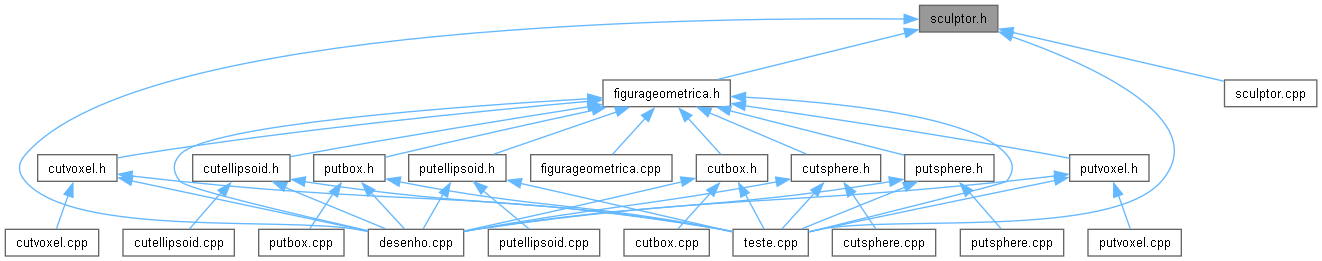 sculptor.h
figurageometrica.h
sculptor.cpp
cutvoxel.h
cutellipsoid.h
putbox.h
putellipsoid.h
figurageometrica.cpp
cutbox.h
cutsphere.h
putsphere.h
putvoxel.h
cutvoxel.cpp
cutellipsoid.cpp
putbox.cpp
desenho.cpp
putellipsoid.cpp
cutbox.cpp
teste.cpp
cutsphere.cpp
putsphere.cpp
putvoxel.cpp